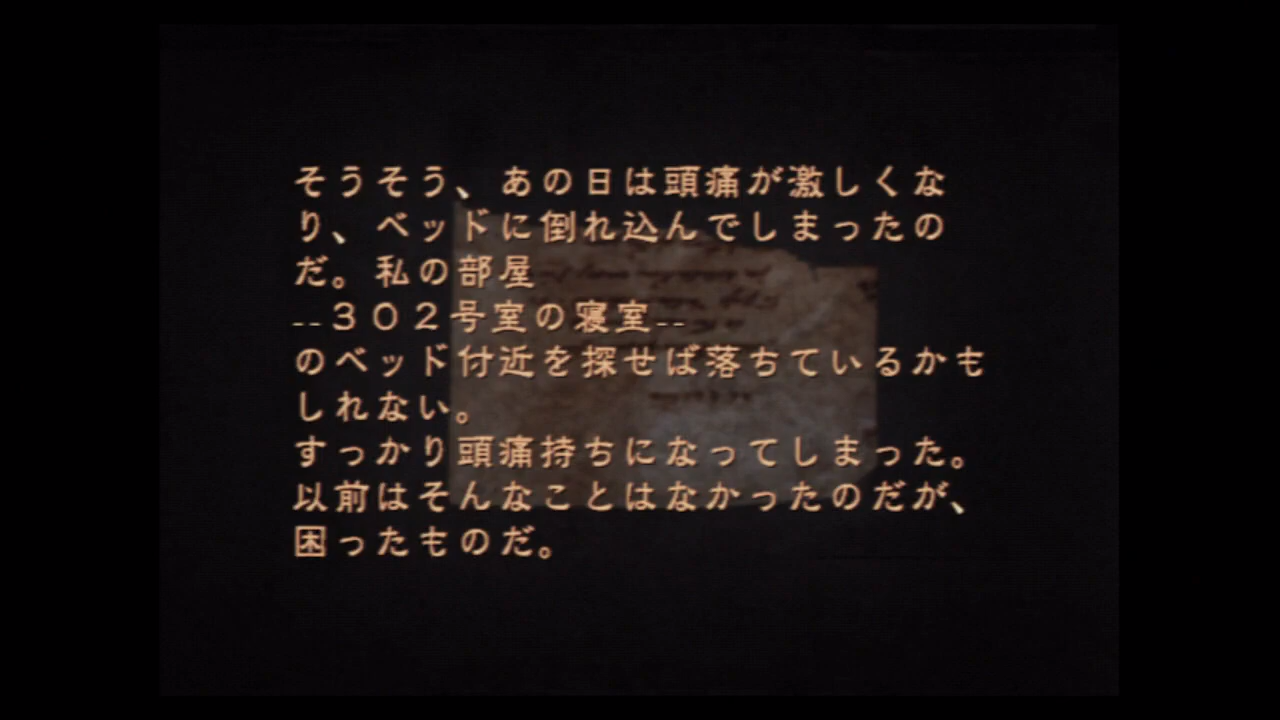 そうそう、あの日は頭痛が激しくな
り、ベッドに倒れ込んでしまったの
だ。私の部屋
--３０２号室の寝室--
のベッド付近を探せば落ちているかも
しれない。
すっかり頭痛持ちになってしまった。
以前はそんなことはなかったのだが、
困ったものだ。